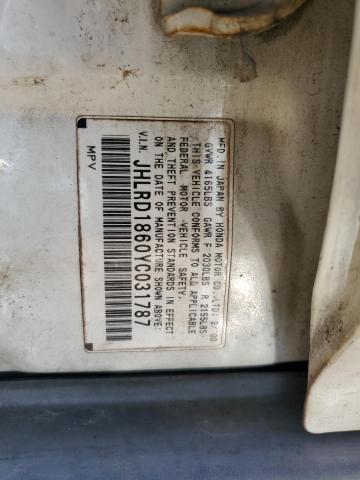 MFD. IN JAPAN BY HONDA MOTOR CO., LTD: 2/00
GVWR 4165LBS GAWR F 2030LBS R 2155LBS
THIS VEHICLE CONFORMS TO ALL APPLICABLE
FEDERAL MOTOR VEHICLE SAFETY,
AND THEFT PREVENTION STANDARDS IN EFFECT
ON THE DATE OF MANUFACTURE SHOWN ABOVE.
V.I.N. JHLRD1860YC031787
MPV